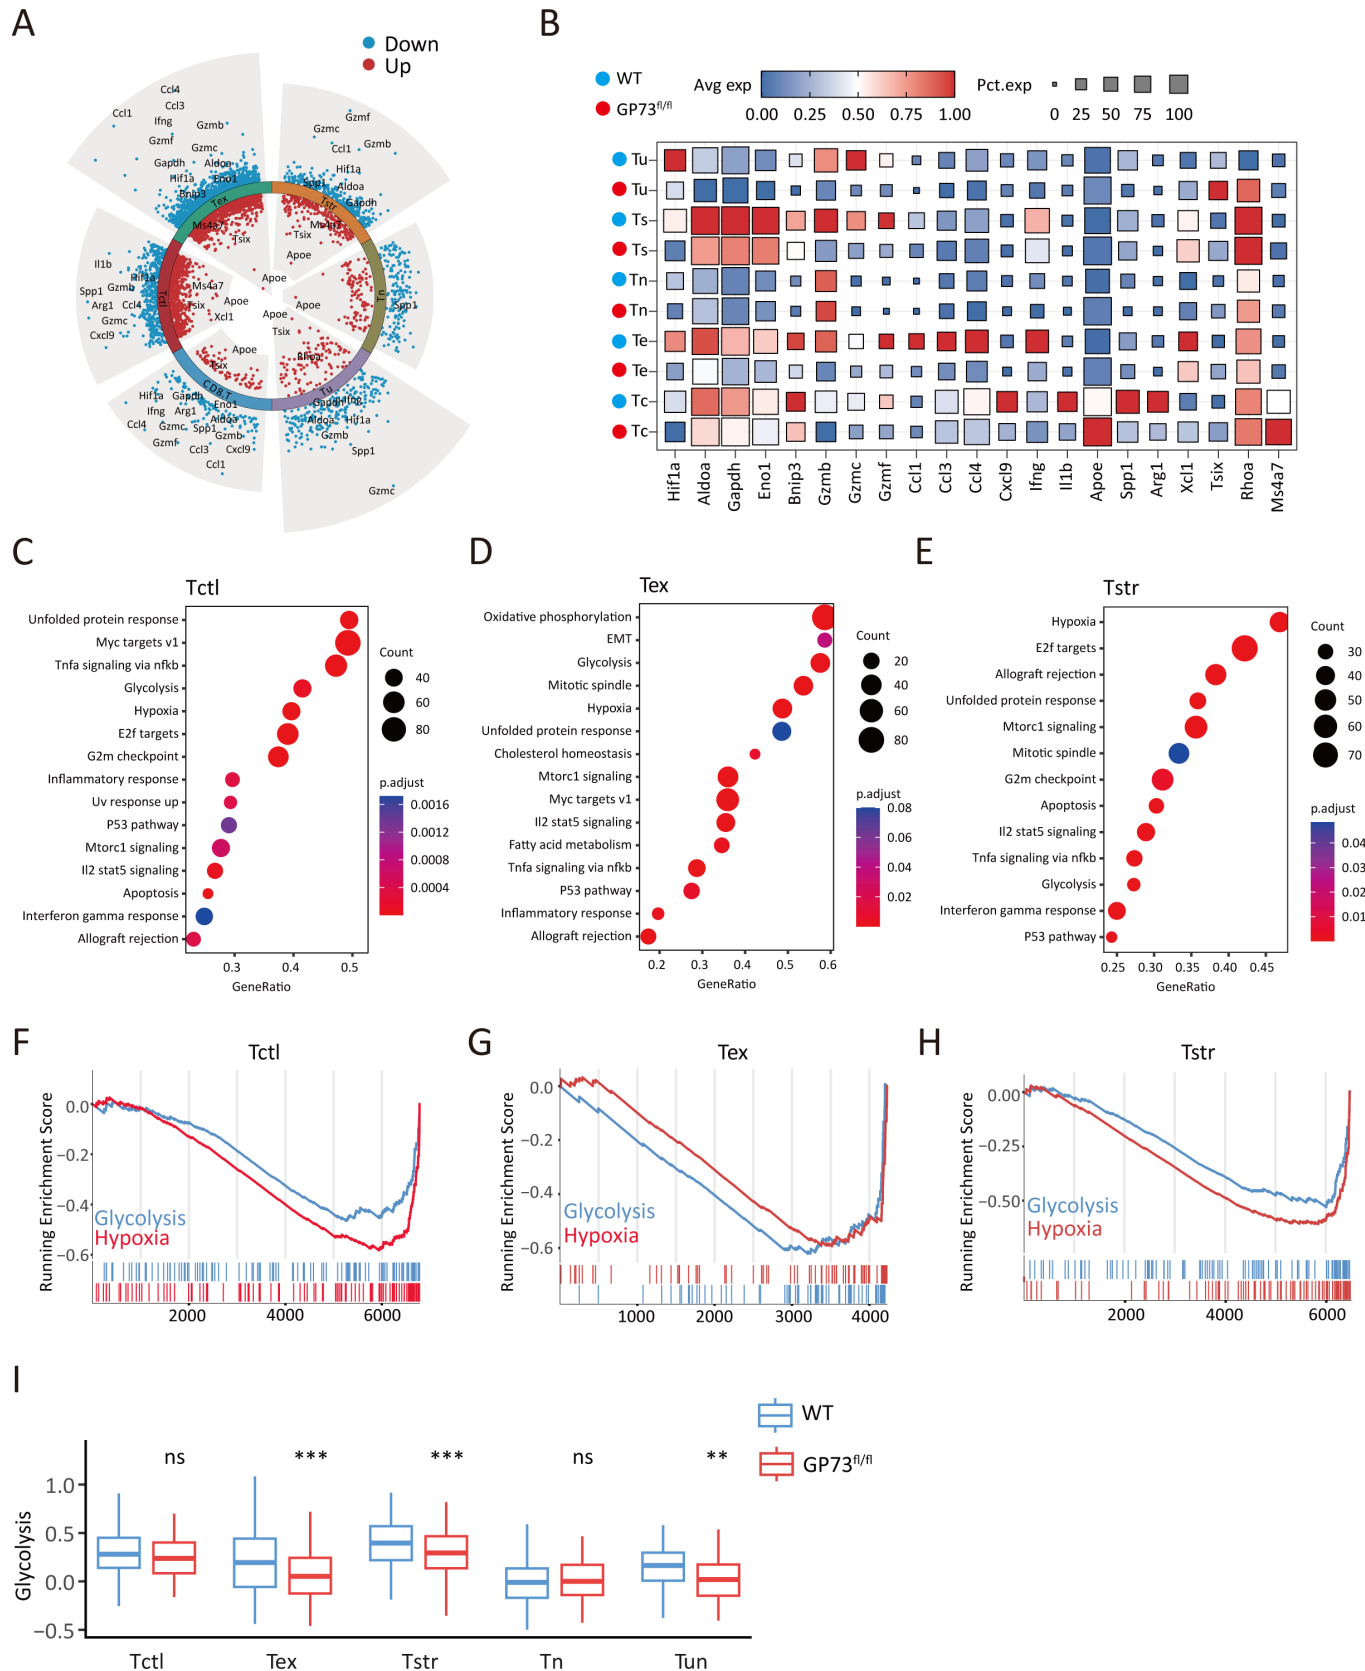 A
Down
Up
Ccl4
Ccl3
Ccl1
Ifng
Gzmb
Gzmf
Gzmc
Gapdh
Aldoa
Hif1a
Eno1
Bnip3
Tex
Ms4a7
Tsix
Gzmf
Gzmc
Gzmb
Ccl1
Hif1a
Spp1
Aldoa
Gapdh
Tstr
Ms4a7
Tsix
Apoe
Il1b
Hif1a
Spp1
Gzmb
Arg1
Ccl4
Gzmc
Cxcl9
Tctl
Ms4a7
Tsix
Apoe
Xcl1
Apoe
Apoe
Apoe
Tn
Spp1
Tsix
Rhoa
Tu
Gapdh
Ifng
Aldoa
Hif1a
Gzmb
Spp1
Gzmc
Apoe
Tsix
CD8 T
Hif1a
Gapdh
Eno1
Ifng
Arg1
Aldoa
Ccl4
Gzmc
Spp1
Gzmb
Gzmf
Ccl3
Cxcl9
Ccl1
B
WT
GP73fl/fl
Avg exp
0.00 0.25 0.50 0.75 1.00
Pct.exp
0 25 50 75 100
Tu
Tu
Ts
Ts
Tn
Tn
Te
Te
Tc
Tc
Hif1a
Aldoa
Gapdh
Eno1
Bnip3
Gzmb
Gzmc
Gzmf
Ccl1
Ccl3
Ccl4
Cxcl9
Ifng
Il1b
Apoe
Spp1
Arg1
Xcl1
Tsix
Rhoa
Ms4a7
C
Tctl
Unfolded protein response
Myc targets v1
Tnfa signaling via nfkb
Glycolysis
Hypoxia
E2f targets
G2m checkpoint
Inflammatory response
Uv response up
P53 pathway
Mtorc1 signaling
Il2 stat5 signaling
Apoptosis
Interferon gamma response
Allograft rejection
0.3 0.4 0.5
GeneRatio
Count
40
60
80
p.adjust
0.0016
0.0012
0.0008
0.0004
D
Tex
Oxidative phosphorylation
EMT
Glycolysis
Mitotic spindle
Hypoxia
Unfolded protein response
Cholesterol homeostasis
Mtorc1 signaling
Myc targets v1
Il2 stat5 signaling
Fatty acid metabolism
Tnfa signaling via nfkb
P53 pathway
Inflammatory response
Allograft rejection
0.2 0.3 0.4 0.5 0.6
GeneRatio
Count
20
40
60
80
p.adjust
0.08
0.06
0.04
0.02
E
Tstr
Hypoxia
E2f targets
Allograft rejection
Unfolded protein response
Mtorc1 signaling
Mitotic spindle
G2m checkpoint
Apoptosis
Il2 stat5 signaling
Tnfa signaling via nfkb
Glycolysis
Interferon gamma response
P53 pathway
0.25 0.30 0.35 0.40 0.45
GeneRatio
Count
30
40
50
60
70
p.adjust
0.04
0.03
0.02
0.01
F
Tctl
Running Enrichment Score
0.0
−0.2
−0.4
−0.6
Glycolysis
Hypoxia
2000 4000 6000
G
Tex
Running Enrichment Score
0.0
−0.2
−0.4
−0.6
Glycolysis
Hypoxia
1000 2000 3000 4000
H
Tstr
Running Enrichment Score
0.00
−0.25
−0.50
Glycolysis
Hypoxia
2000 4000 6000
I
WT
GP73fl/fl
Glycolysis
1.0
0.5
0.0
−0.5
ns *** *** ns **
Tctl Tex Tstr Tn Tun